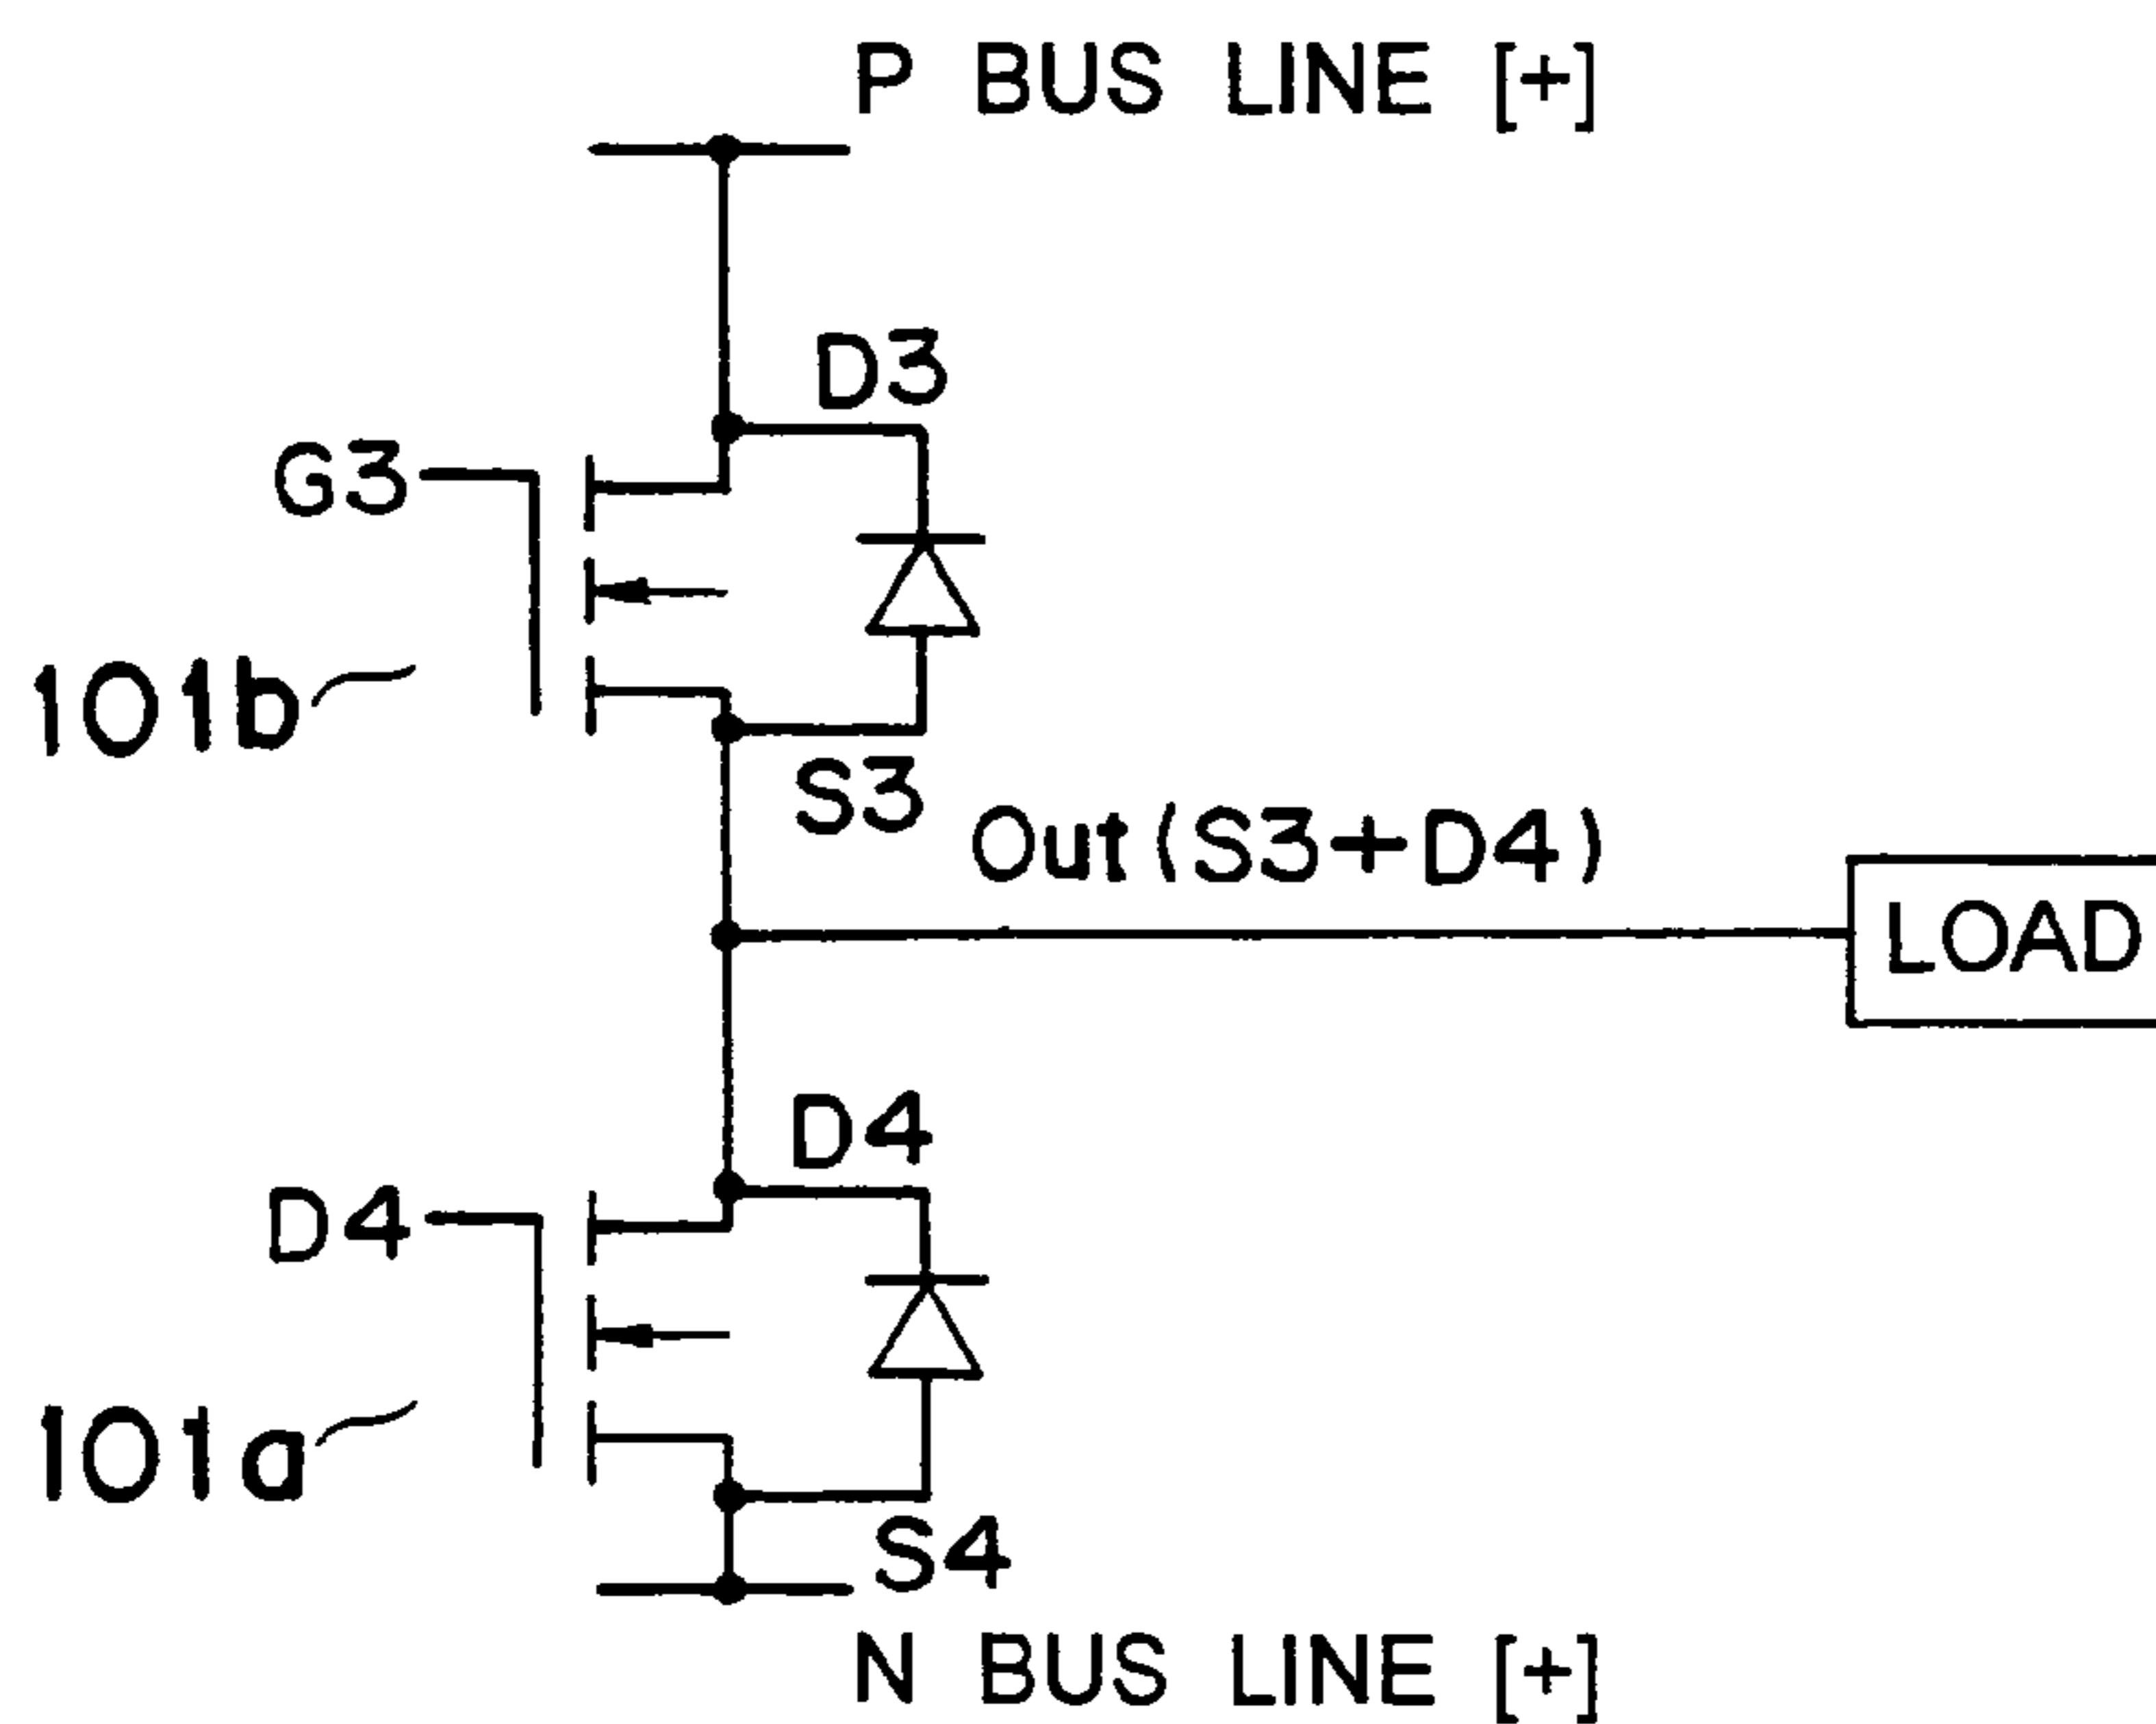 P BUS LINE [+]
D3
G3
101b
S3
Out(S3+D4)
LOAD
D4
D4
101a
S4
N BUS LINE [+]